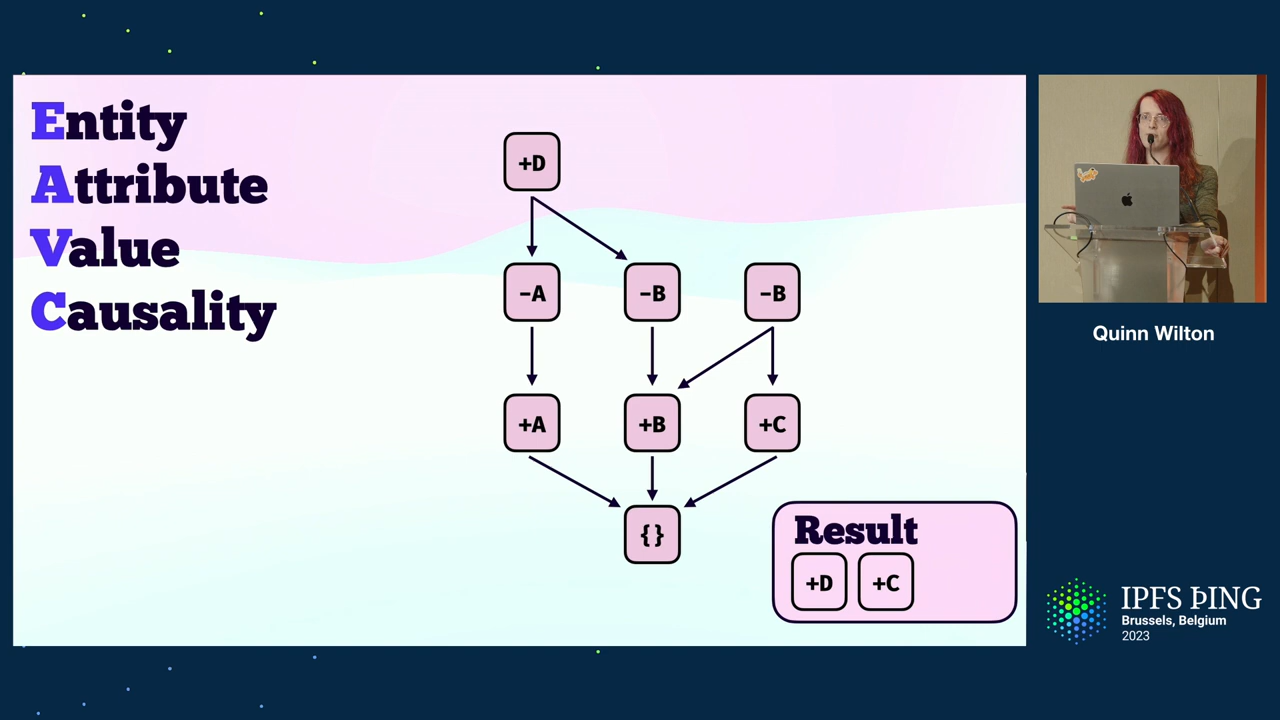 Entity
Attribute
Value
Causality
+D
−A
−B
−B
+A
+B
+C
{}
Result
+D
+C
Quinn Wilton
IPFS ÞING
Brussels, Belgium
2023